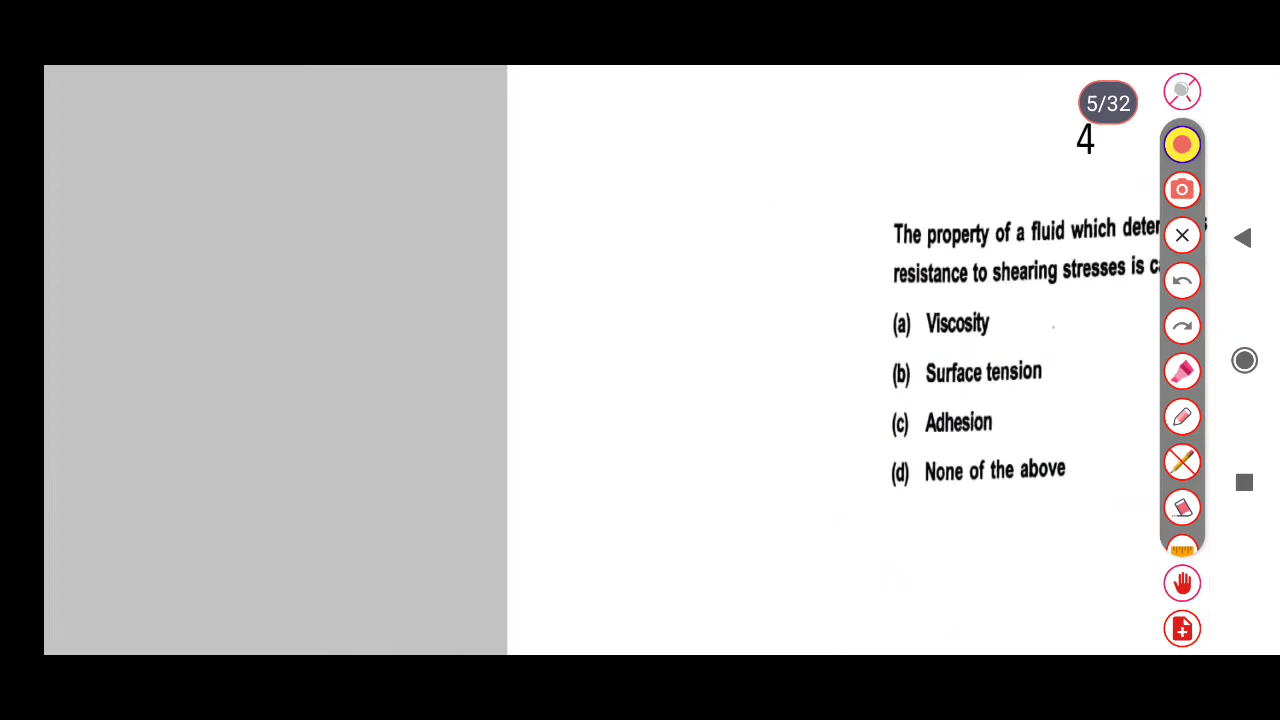 5/32
4
The property of a fluid which
resistance to shearing stresses is
(a) Viscosity
(b) Surface tension
(c) Adhesion
(d) None of the above